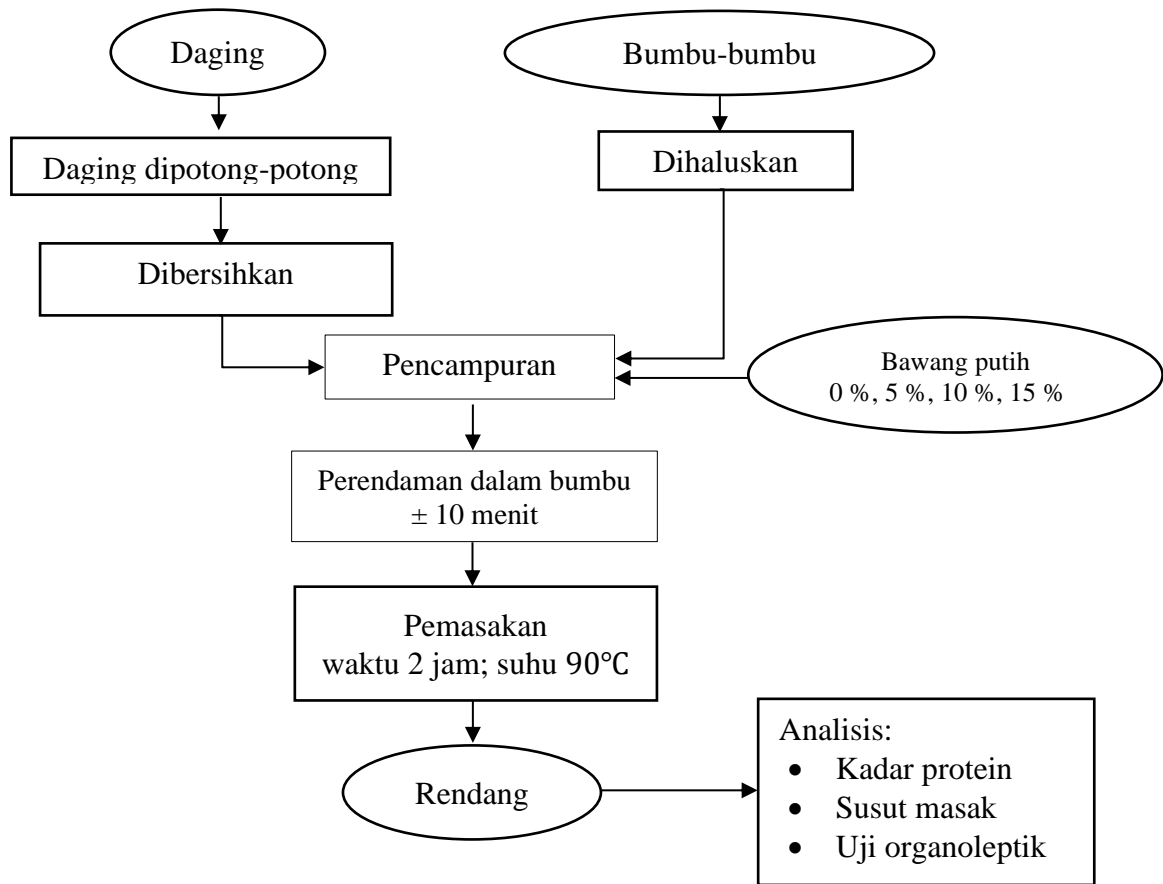 Daging
Bumbu-bumbu
Daging dipotong-potong
Dihaluskan
Dibersihkan
Pencampuran
Bawang putih
0 %, 5 %, 10 %, 15 %
Perendaman dalam bumbu
± 10 menit
Pemasakan
waktu 2 jam; suhu 90°C
Rendang
Analisis:
• Kadar protein
• Susut masak
• Uji organoleptik